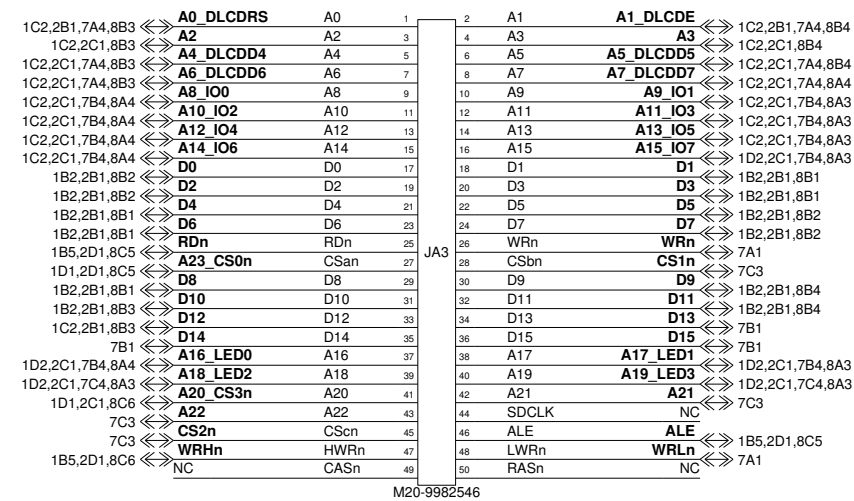 A0_DLCDRS A0 1 2 A1 A1_DLCDE
1C2,2B1,7A4,8B3 1C2,2B1,7A4,8B4
A2 A2 3 4 A3 A3
1C2,2C1,8B3 1C2,2C1,8B4
A4_DLCDD4 A4 5 6 A5 A5_DLCDD5
1C2,2C1,7A4,8B3 1C2,2C1,7A4,8B4
A6_DLCDD6 A6 7 8 A7 A7_DLCDD7
1C2,2C1,7A4,8B3 1C2,2C1,7A4,8A4
A8_IO0 A8 9 10 A9 A9_IO1
1C2,2C1,7B4,8A4 1C2,2C1,7B4,8A3
A10_IO2 A10 11 12 A11 A11_IO3
1C2,2C1,7B4,8A4 1C2,2C1,7B4,8A3
A12_IO4 A12 13 14 A13 A13_IO5
1C2,2C1,7B4,8A4 1C2,2C1,7B4,8A3
A14_IO6 A14 15 16 A15 A15_IO7
1C2,2C1,7B4,8A4 1D2,2C1,7B4,8A3
D0 D0 17 18 D1 D1
1B2,2B1,8B2 1B2,2B1,8B1
D2 D2 19 20 D3 D3
1B2,2B1,8B2 1B2,2B1,8B1
D4 D4 21 22 D5 D5
1B2,2B1,8B1 1B2,2B1,8B2
D6 D6 23 24 D7 D7
1B2,2B1,8B1 1B2,2B1,8B2
RDn RDn 25 JA3 26 WRn WRn
1B5,2D1,8C5 7A1
A23_CS0n CSan 27 28 CSbn CS1n
1D1,2D1,8C5 7C3
D8 D8 29 30 D9 D9
1B2,2B1,8B1 1B2,2B1,8B4
D10 D10 31 32 D11 D11
1B2,2B1,8B3 1B2,2B1,8B4
D12 D12 33 34 D13 D13
1C2,2B1,8B3 7B1
D14 D14 35 36 D15 D15
7B1 7B1
A16_LED0 A16 37 38 A17 A17_LED1
1D2,2C1,7B4,8A4 1D2,2C1,7B4,8A3
A18_LED2 A18 39 40 A19 A19_LED3
1D2,2C1,7C4,8A3 1D2,2C1,7C4,8A3
A20_CS3n A20 41 42 A21 A21
1D1,2C1,8C6 7C3
A22 A22 43 44 SDCLK NC
7C3
CS2n CScn 45 46 ALE ALE
7C3 1B5,2D1,8C5
WRHn HWRn 47 48 LWRn WRLn
1B5,2D1,8C6 7A1
NC CASn 49 50 RASn NC
M20-9982546